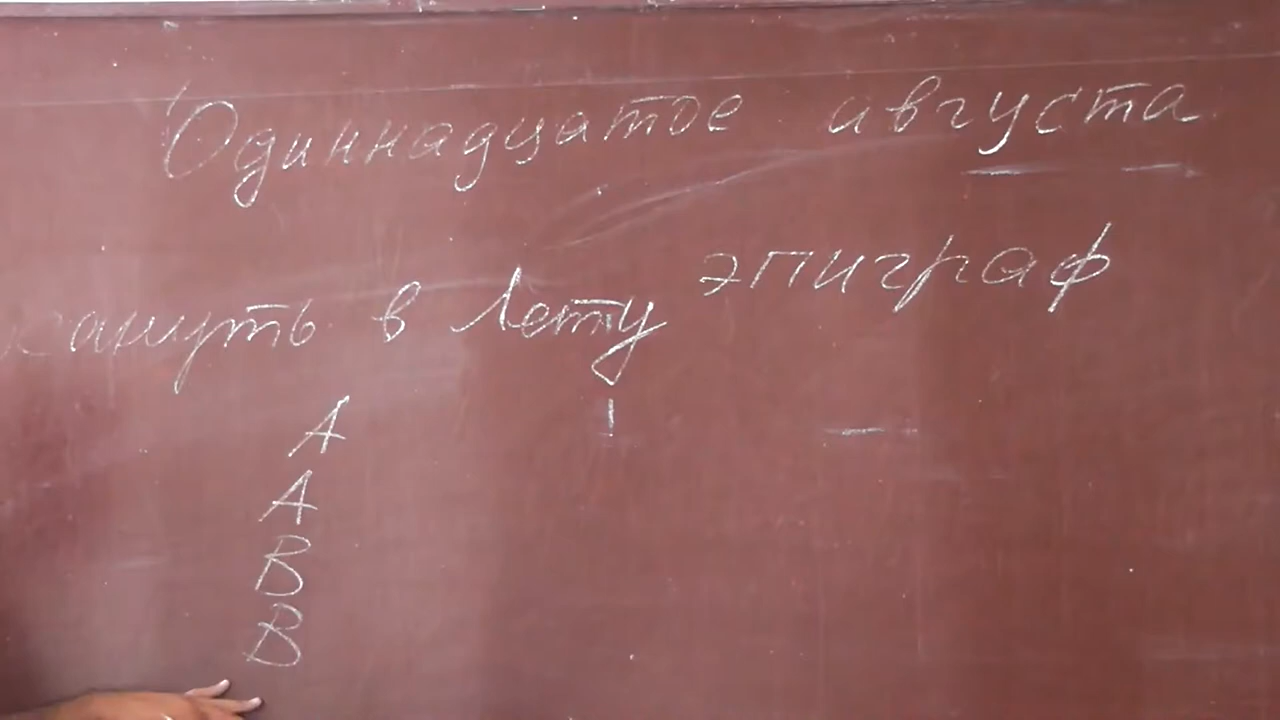 Одиннадцатое августа
эпиграф
кануть в Лету
А
А
В
В